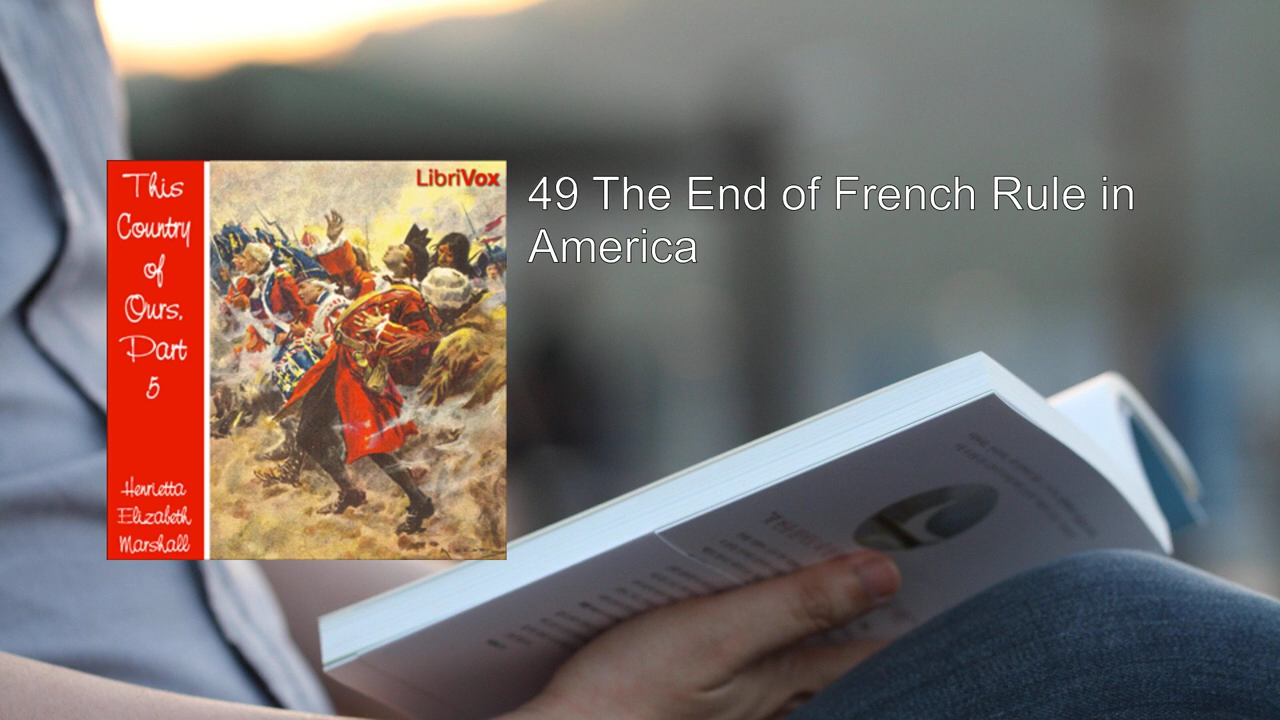 This
Country
of
Ours,
Part
5
Henrietta
Elizabeth
Marshall
LibriVox
49 The End of French Rule in
America